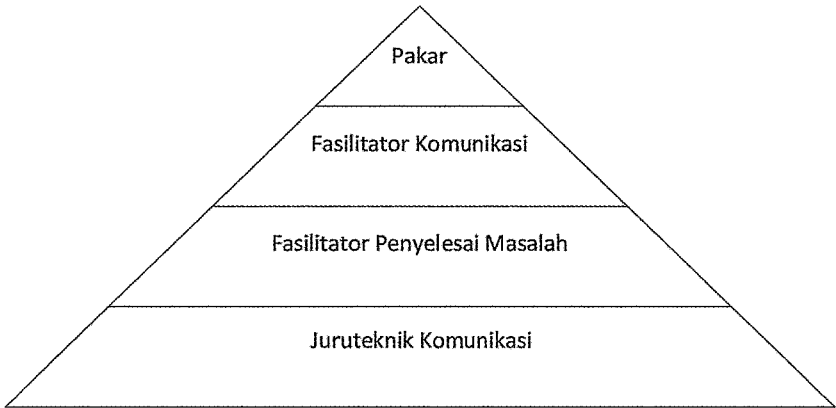 Pakar
Fasilitator Komunikasi
Fasilitator Penyelesai Masalah
Juruteknik Komunikasi